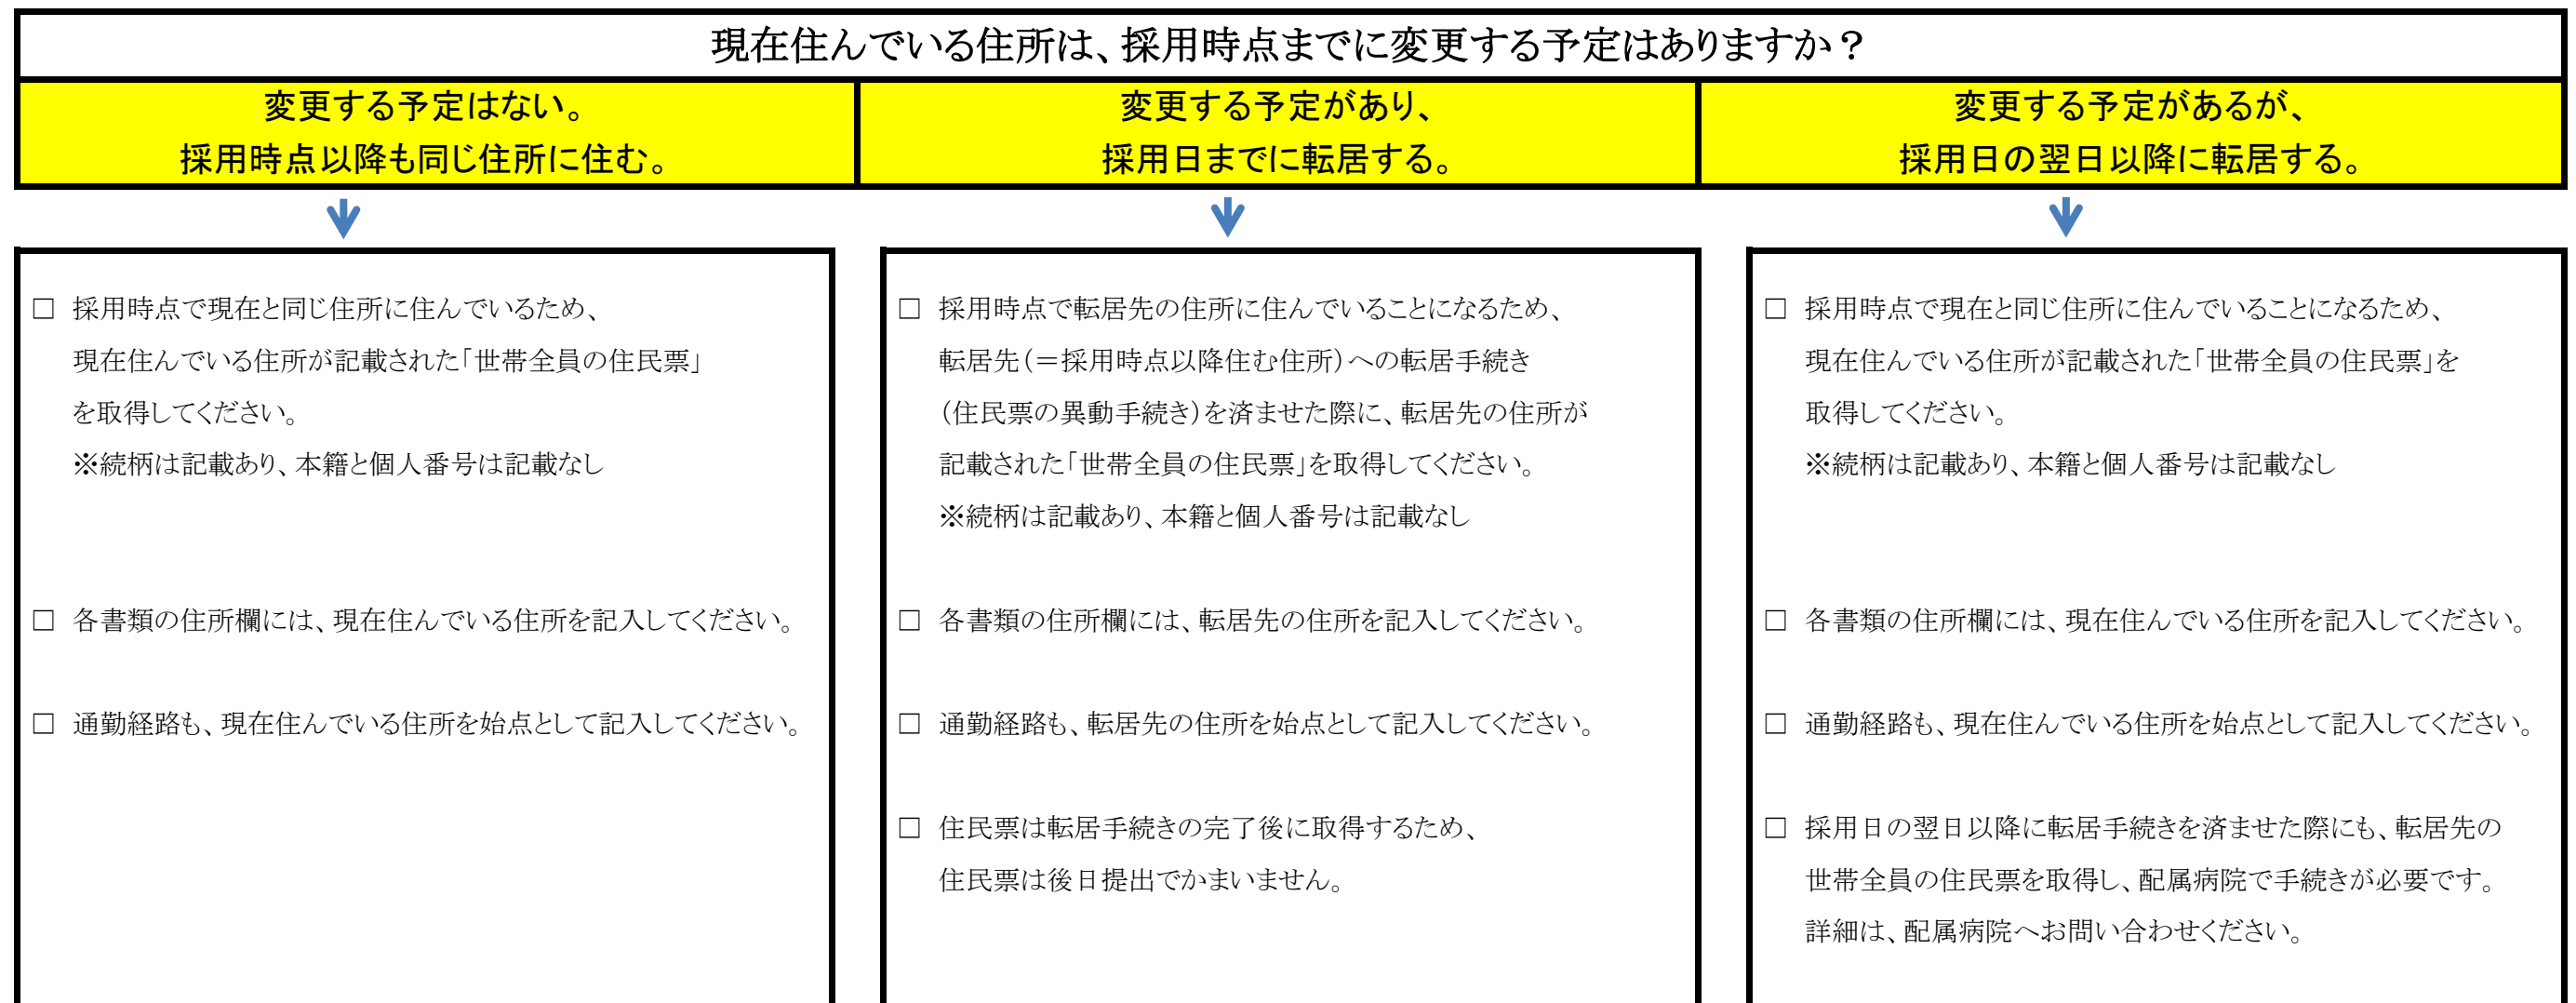 現在住んでいる住所は、採用時点までに変更する予定はありますか？
変更する予定はない。
採用時点以降も同じ住所に住む。
変更する予定があり、
採用日までに転居する。
変更する予定があるが、
採用日の翌日以降に転居する。
□ 採用時点で現在と同じ住所に住んでいるため、
現在住んでいる住所が記載された「世帯全員の住民票」
を取得してください。
※続柄は記載あり、本籍と個人番号は記載なし
□ 各書類の住所欄には、現在住んでいる住所を記入してください。
□ 通勤経路も、現在住んでいる住所を始点として記入してください。
□ 採用時点で転居先の住所に住んでいることになるため、
転居先（＝採用時点以降住む住所）への転居手続き
（住民票の異動手続き）を済ませた際に、転居先の住所が
記載された「世帯全員の住民票」を取得してください。
※続柄は記載あり、本籍と個人番号は記載なし
□ 各書類の住所欄には、転居先の住所を記入してください。
□ 通勤経路も、転居先の住所を始点として記入してください。
□ 住民票は転居手続きの完了後に取得するため、
住民票は後日提出でかまいません。
□ 採用時点で現在と同じ住所に住んでいることになるため、
現在住んでいる住所が記載された「世帯全員の住民票」を
取得してください。
※続柄は記載あり、本籍と個人番号は記載なし
□ 各書類の住所欄には、現在住んでいる住所を記入してください。
□ 通勤経路も、現在住んでいる住所を始点として記入してください。
□ 採用日の翌日以降に転居手続きを済ませた際にも、転居先の
世帯全員の住民票を取得し、配属病院で手続きが必要です。
詳細は、配属病院へお問い合わせください。